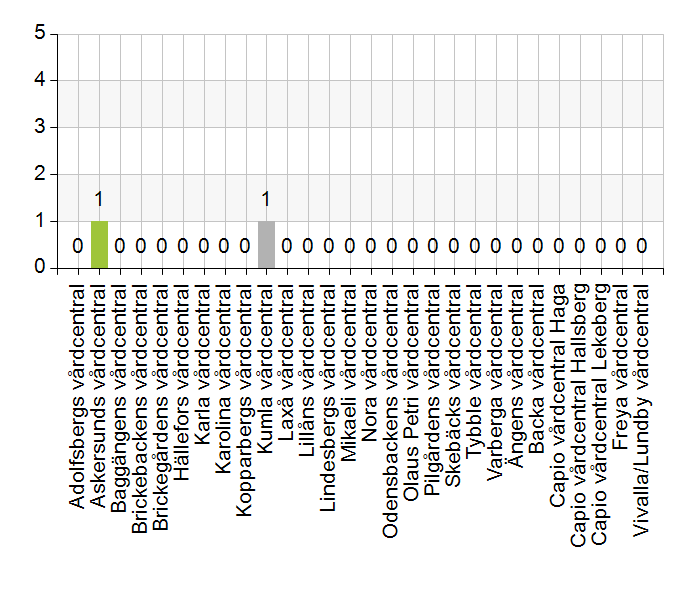 5
4
3
2
1
0
0 1 0 0 0 0 0 0 0 1 0 0 0 0 0 0 0 0 0 0 0 0 0 0 0 0 0 0
Adolfsbergs vårdcentral
Askersunds vårdcentral
Baggängens vårdcentral
Brickebackens vårdcentral
Brickegårdens vårdcentral
Hällefors vårdcentral
Karla vårdcentral
Karolina vårdcentral
Kopparbergs vårdcentral
Kumla vårdcentral
Laxå vårdcentral
Lillåns vårdcentral
Lindesbergs vårdcentral
Mikaeli vårdcentral
Nora vårdcentral
Odensbackens vårdcentral
Olaus Petri vårdcentral
Pilgårdens vårdcentral
Skebäcks vårdcentral
Tybble vårdcentral
Varberga vårdcentral
Ängens vårdcentral
Backa vårdcentral
Capio vårdcentral Haga
Capio vårdcentral Hallsberg
Capio vårdcentral Lekeberg
Freya vårdcentral
Vivalla/Lundby vårdcentral